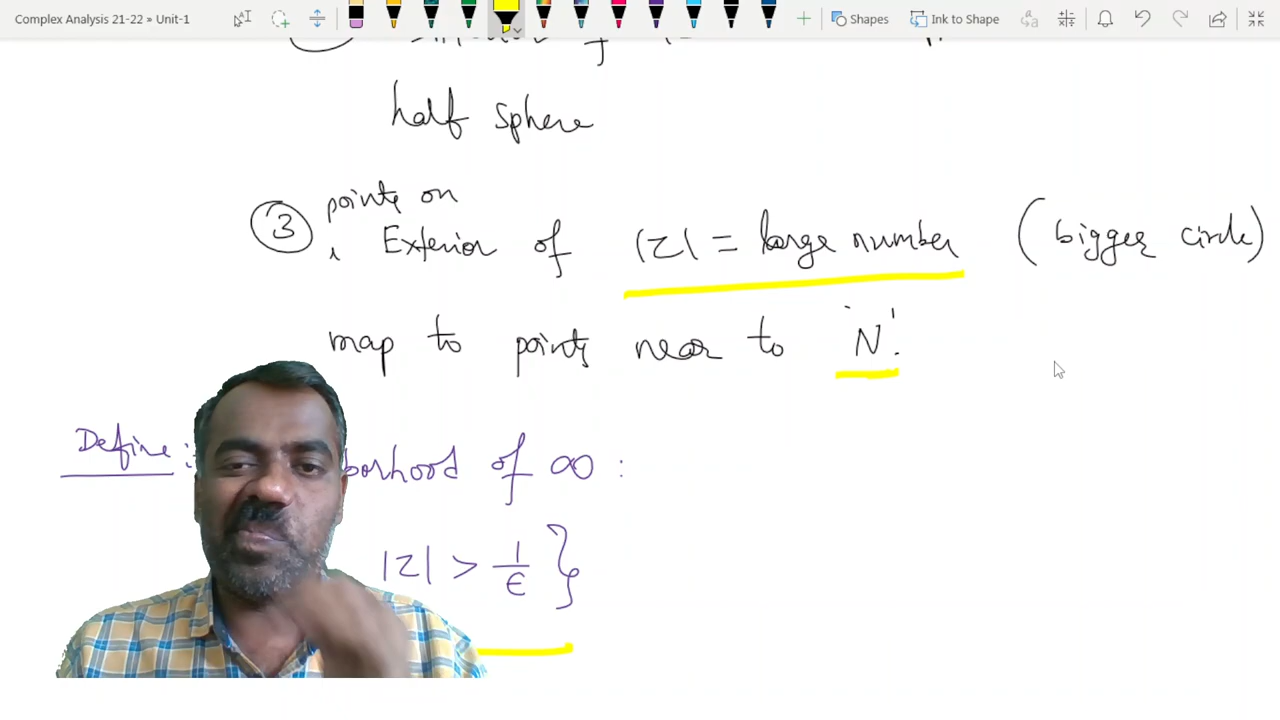 Complex Analysis 21-22 » Unit-1
Shapes
Ink to Shape
half sphere
points on
③ Exterior of |z| = large number (bigger circle)
map to points near to 'N'.
Define: borhood of ∞ :
|z| > 1/ε }